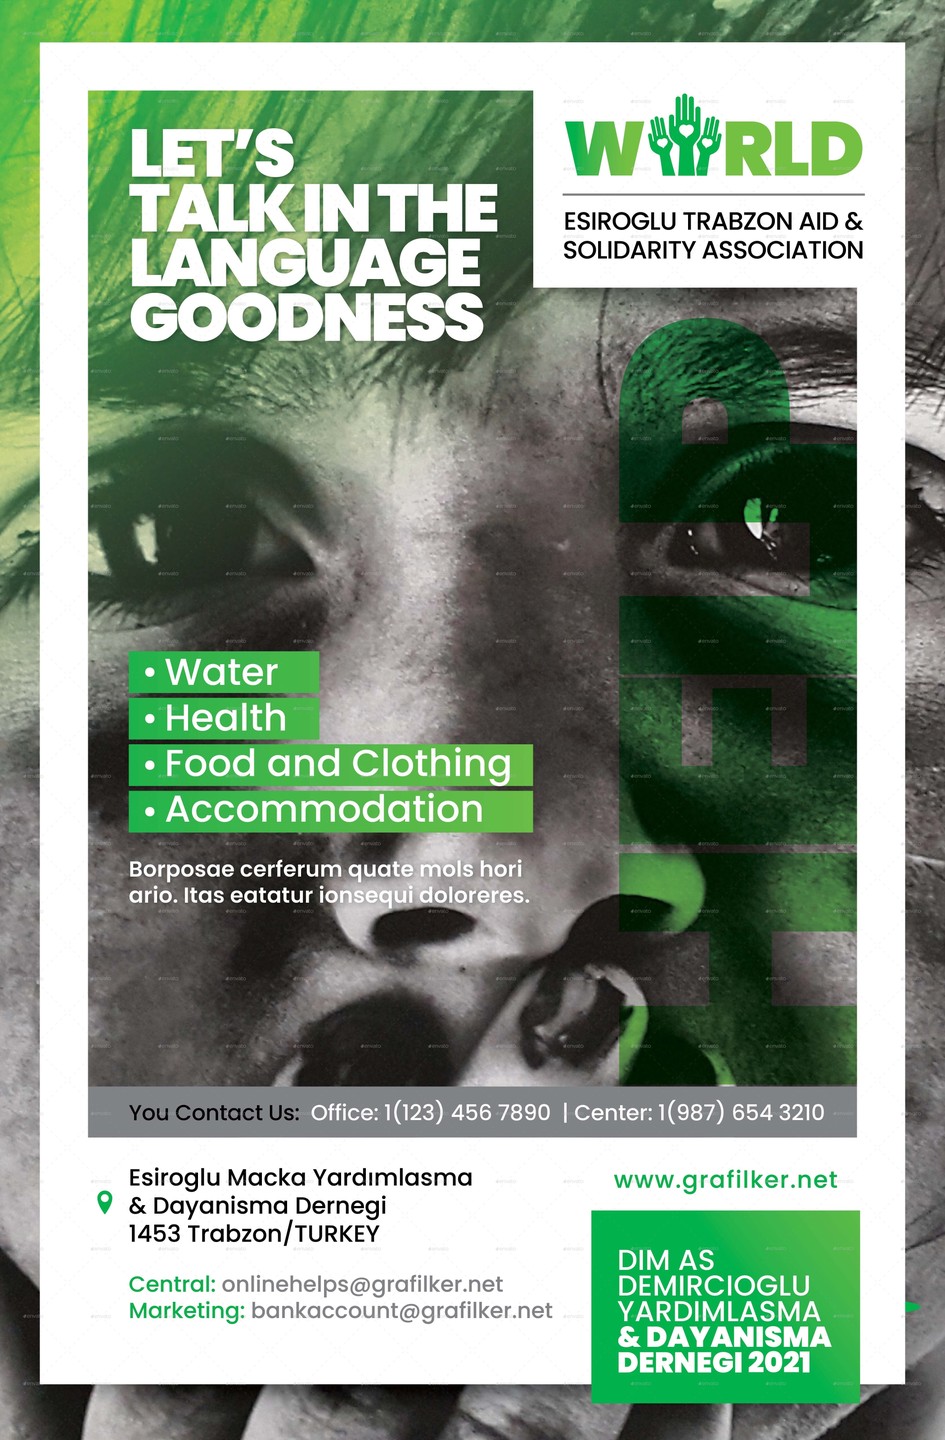 LET'S
TALK IN THE
LANGUAGE
GOODNESS
WORLD
ESIROGLU TRABZON AID &
SOLIDARITY ASSOCIATION
HELP
• Water
• Health
• Food and Clothing
• Accommodation
Borposae cerferum quate mols hori
ario. Itas eatatur ionsequi doloreres.
You Contact Us: Office: 1(123) 456 7890 | Center: 1(987) 654 3210
Esiroglu Macka Yardımlasma
& Dayanisma Dernegi
1453 Trabzon/TURKEY
Central: onlinehelps@grafilker.net
Marketing: bankaccount@grafilker.net
www.grafilker.net
DIM AS
DEMIRCIOGLU
YARDIMLASMA
& DAYANISMA
DERNEGI 2021